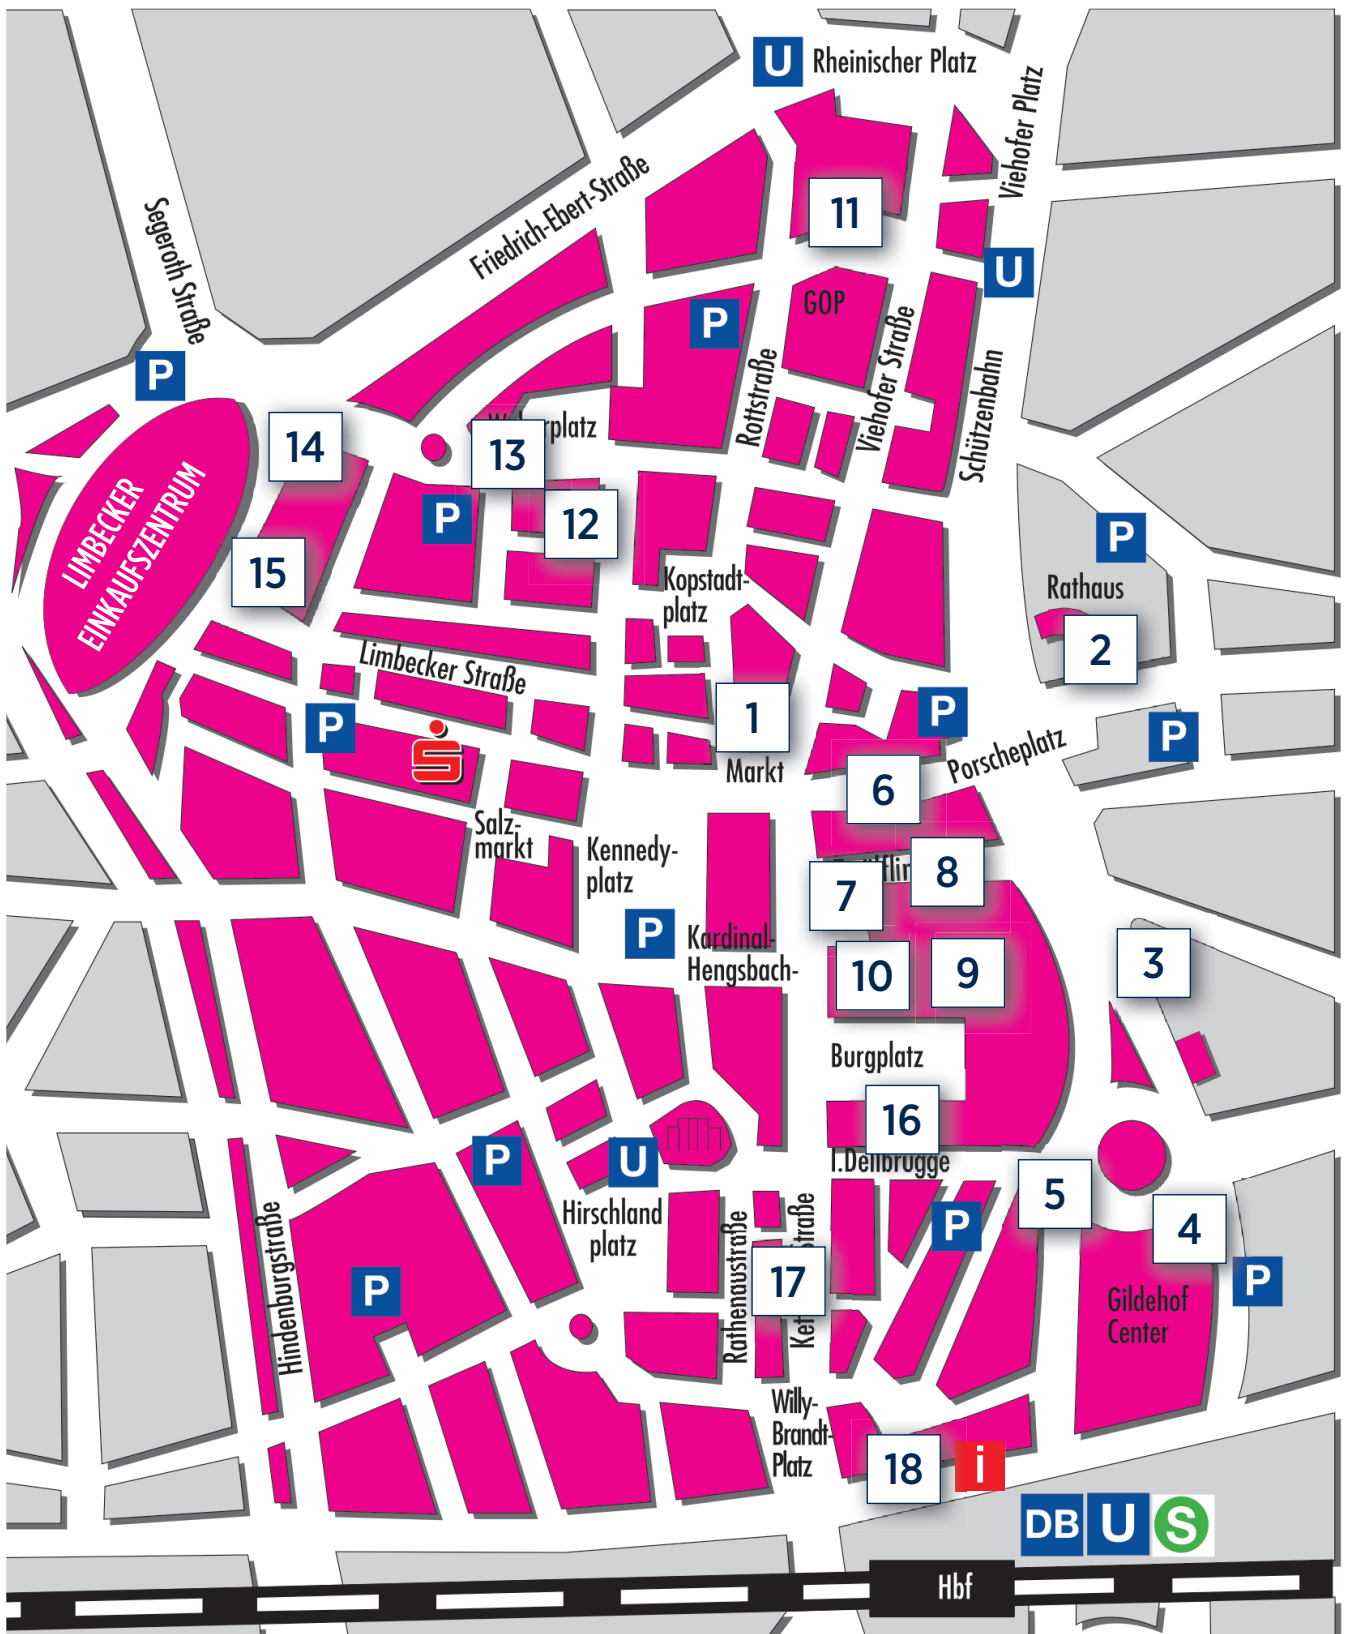 U
Rheinischer Platz
Viehofer Platz
Segeroth Straße
Friedrich-Ebert-Straße
11
U
GOP
P
P
Rottstraße
Viehofer Straße
Schützenbahn
14
13
12
P
P
LIMBECKER
EINKAUFSZENTRUM
15
Kopstadt-
platz
Rathaus
2
Limbecker Straße
1
P
P
P
Markt
Porscheplatz
6
Salz-
markt
Kennedy-
platz
8
7
P
Kardinal-
Hengsbach-
10
9
3
Burgplatz
16
I.Dellbrügge
P
U
5
4
P
P
Hirschland
platz
Hindenburgstraße
Rathenaustraße
17
P
Gildehof
Center
Willy-
Brandt-
Platz
18
i
DB
U
S
Hbf